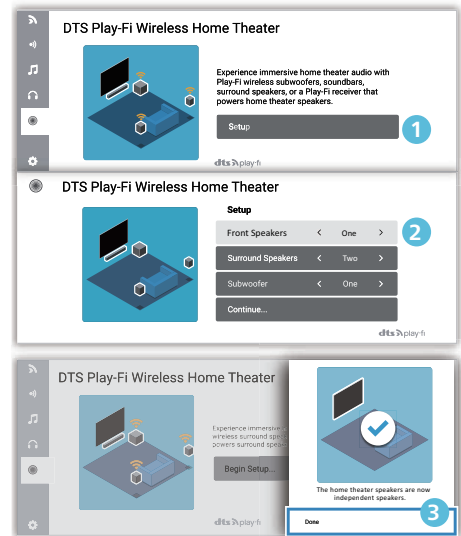 DTS Play-Fi Wireless Home Theater
Experience immersive home theater audio with
Play-Fi wireless subwoofers, soundbars,
surround speakers, or a Play-Fi receiver that
powers home theater speakers.
Setup
1
dts play-fi
DTS Play-Fi Wireless Home Theater
Setup
Front Speakers < One >
2
Surround Speakers < Two >
Subwoofer < One >
Continue...
dts play-fi
DTS Play-Fi Wireless Home Theater
Experience immersive
wireless surround
powers surround
Begin Setup...
dts play-fi
The home theater speakers are now
independent speakers.
3
Done